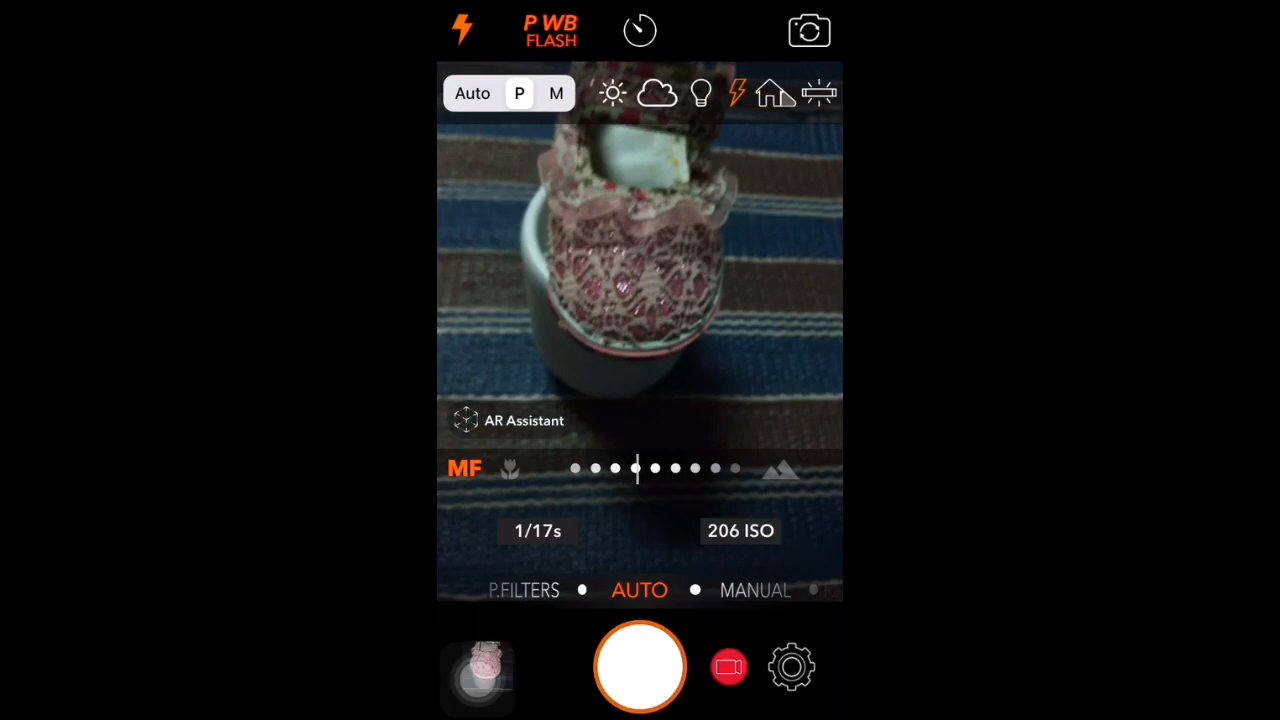 P WB
FLASH
Auto P M
AR Assistant
MF
1/17s 206 ISO
P.FILTERS AUTO MANUAL